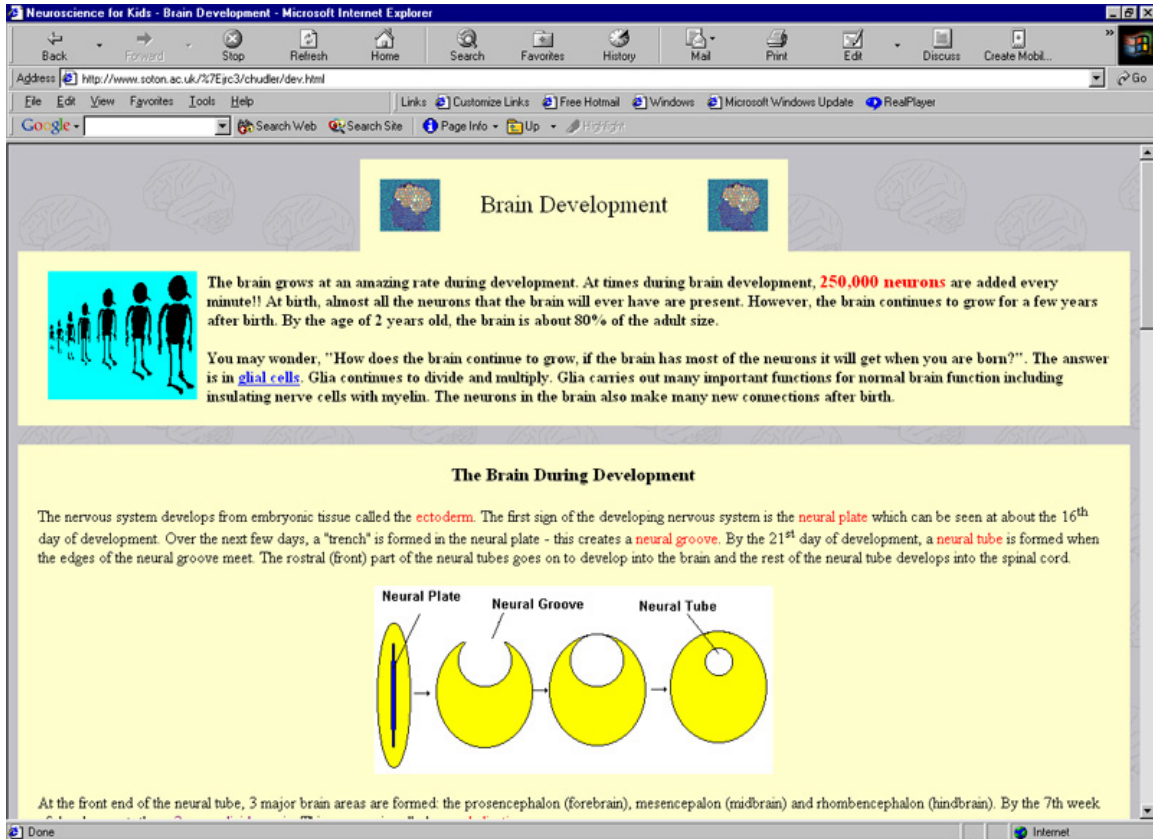 Neuroscience for Kids - Brain Development - Microsoft Internet Explorer
Back Forward Stop Refresh Home Search Favorites History Mail Print Edit Discuss Create Mobil... »
Address http://www.soton.ac.uk/%7Ejrc3/chudler/dev.html Go
File Edit View Favorites Tools Help Links Customize Links Free Hotmail Windows Microsoft Windows Update RealPlayer
Google Search Web Search Site Page Info Up Highlight
Brain Development
The brain grows at an amazing rate during development. At times during brain development, 250,000 neurons are added every
minute!! At birth, almost all the neurons that the brain will ever have are present. However, the brain continues to grow for a few years
after birth. By the age of 2 years old, the brain is about 80% of the adult size.
You may wonder, "How does the brain continue to grow, if the brain has most of the neurons it will get when you are born?". The answer
is in glial cells. Glia continues to divide and multiply. Glia carries out many important functions for normal brain function including
insulating nerve cells with myelin. The neurons in the brain also make many new connections after birth.
The Brain During Development
The nervous system develops from embryonic tissue called the ectoderm. The first sign of the developing nervous system is the neural plate which can be seen at about the 16th
day of development. Over the next few days, a "trench" is formed in the neural plate - this creates a neural groove. By the 21st day of development, a neural tube is formed when
the edges of the neural groove meet. The rostral (front) part of the neural tubes goes on to develop into the brain and the rest of the neural tube develops into the spinal cord.
Neural Plate Neural Groove Neural Tube
At the front end of the neural tube, 3 major brain areas are formed: the prosencephalon (forebrain), mesencepalon (midbrain) and rhombencephalon (hindbrain). By the 7th week
Done Internet